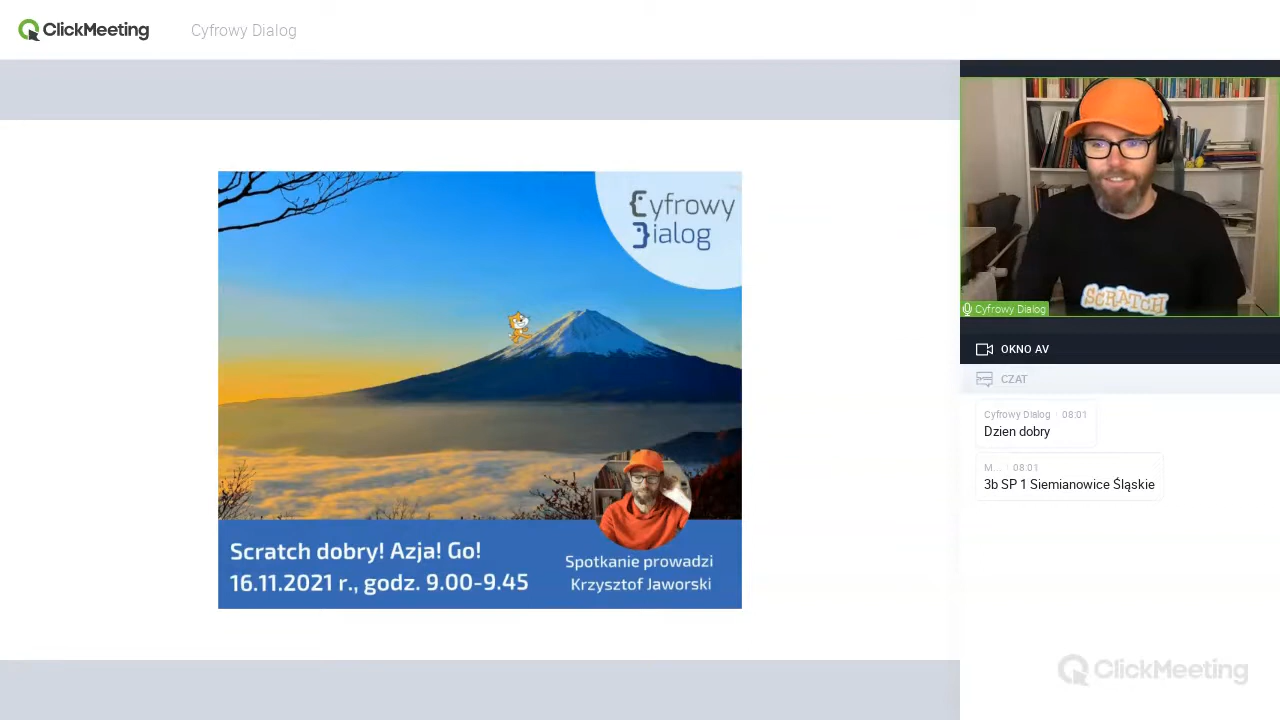 ClickMeeting
Cyfrowy Dialog
Cyfrowy
Dialog
Scratch dobry! Azja! Go!
16.11.2021 r., godz. 9.00-9.45
Spotkanie prowadzi
Krzysztof Jaworski
SCRATCH
Cyfrowy Dialog
OKNO AV
CZAT
Cyfrowy Dialog · 08:01
Dzien dobry
M... · 08:01
3b SP 1 Siemianowice Śląskie
ClickMeeting